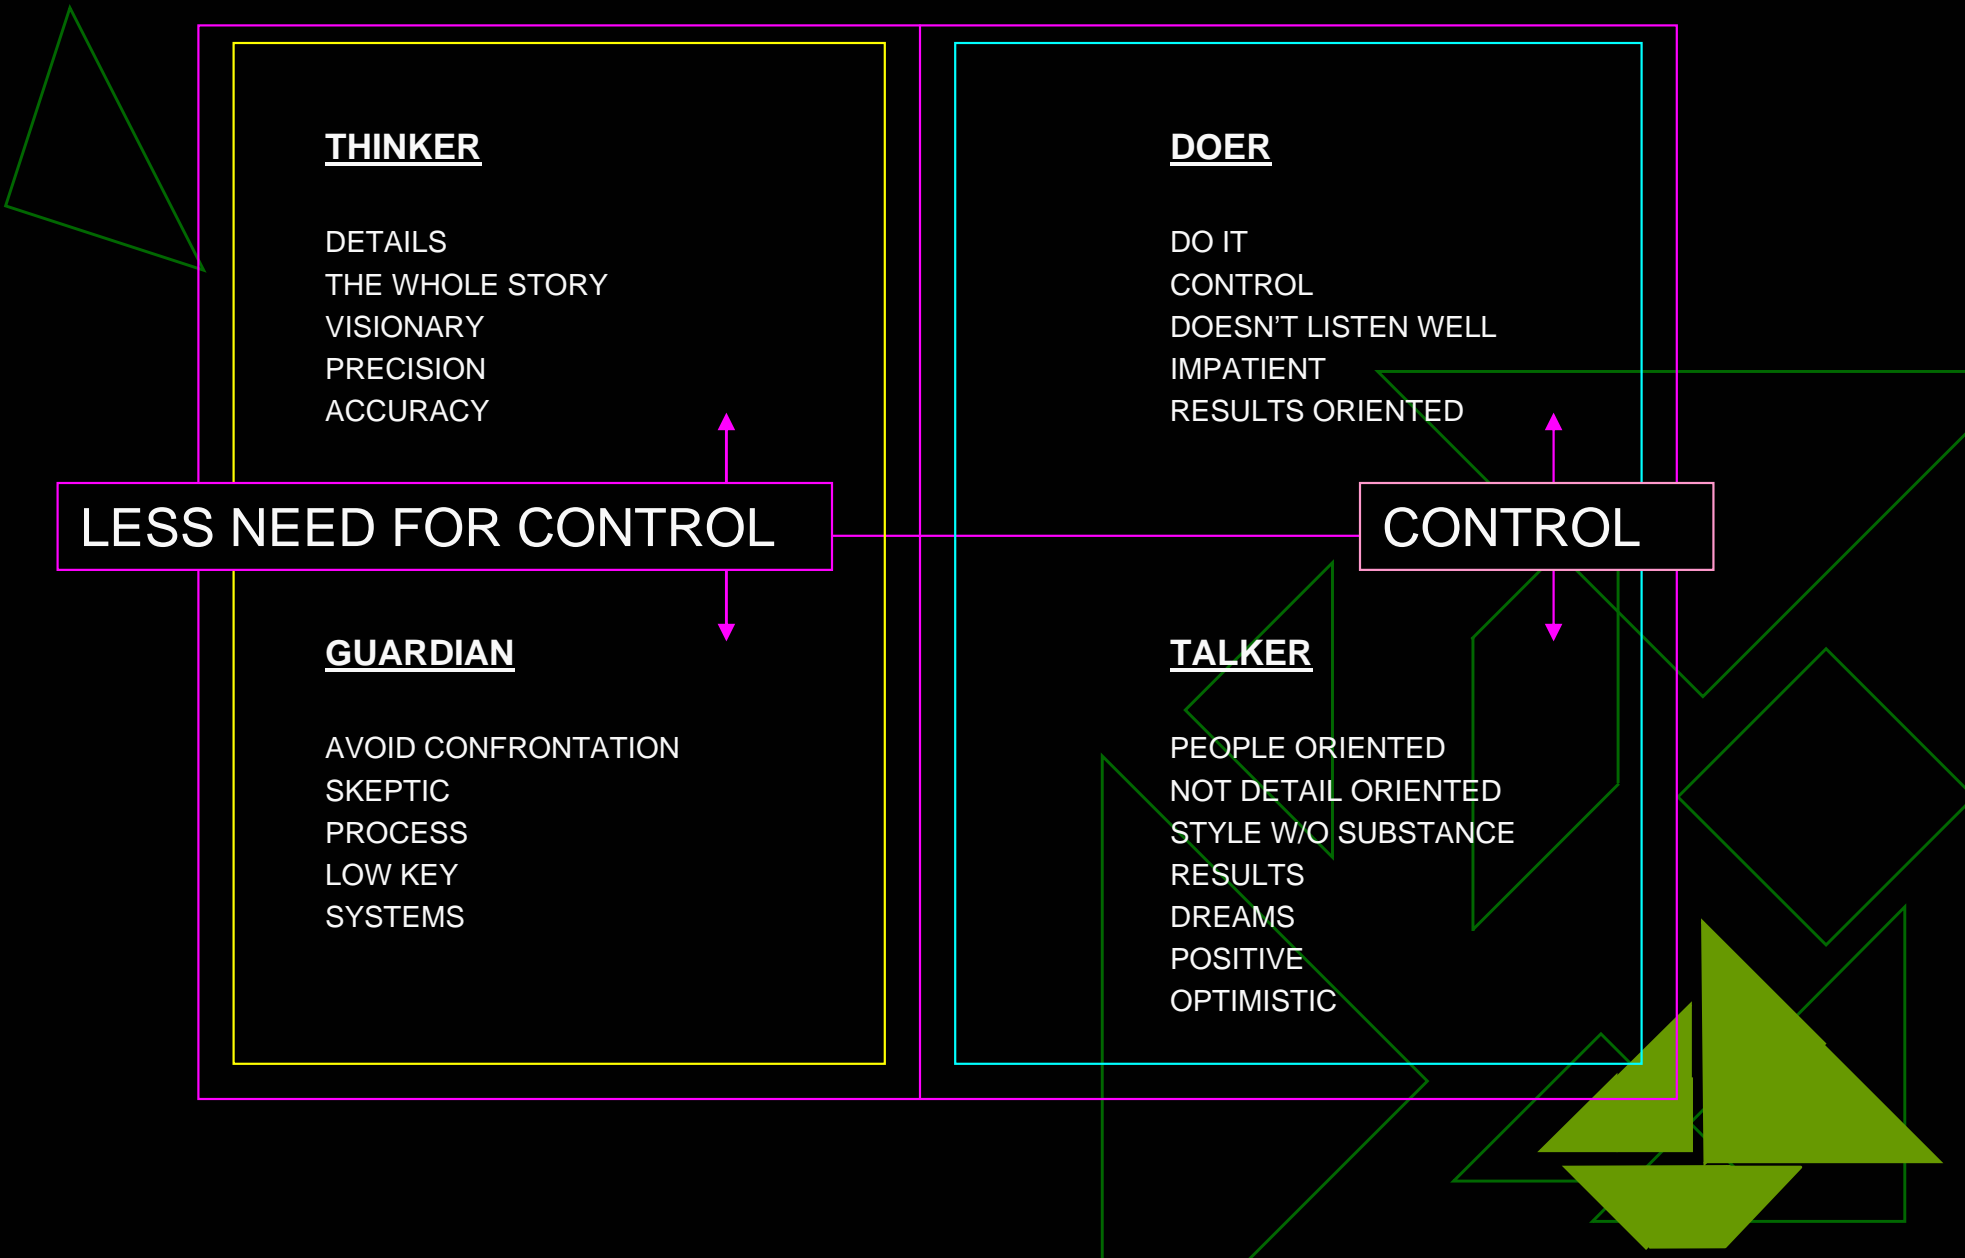 THINKER
DETAILS
THE WHOLE STORY
VISIONARY
PRECISION
ACCURACY
DOER
DO IT
CONTROL
DOESN’T LISTEN WELL
IMPATIENT
RESULTS ORIENTED
LESS NEED FOR CONTROL
CONTROL
GUARDIAN
AVOID CONFRONTATION
SKEPTIC
PROCESS
LOW KEY
SYSTEMS
TALKER
PEOPLE ORIENTED
NOT DETAIL ORIENTED
STYLE W/O SUBSTANCE
RESULTS
DREAMS
POSITIVE
OPTIMISTIC